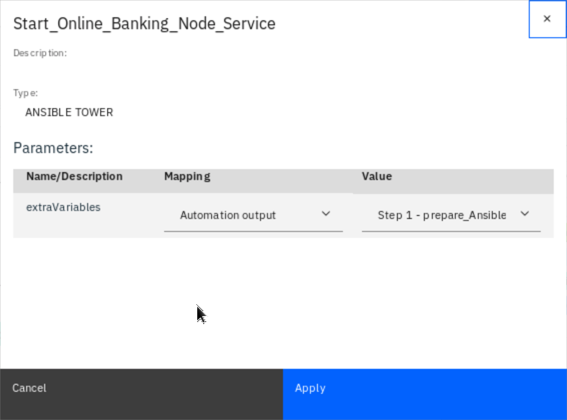 Start_Online_Banking_Node_Service
×
Description:
Type:
ANSIBLE TOWER
Parameters:
Name/Description Mapping Value
extraVariables Automation output Step 1 - prepare_Ansible
Cancel Apply